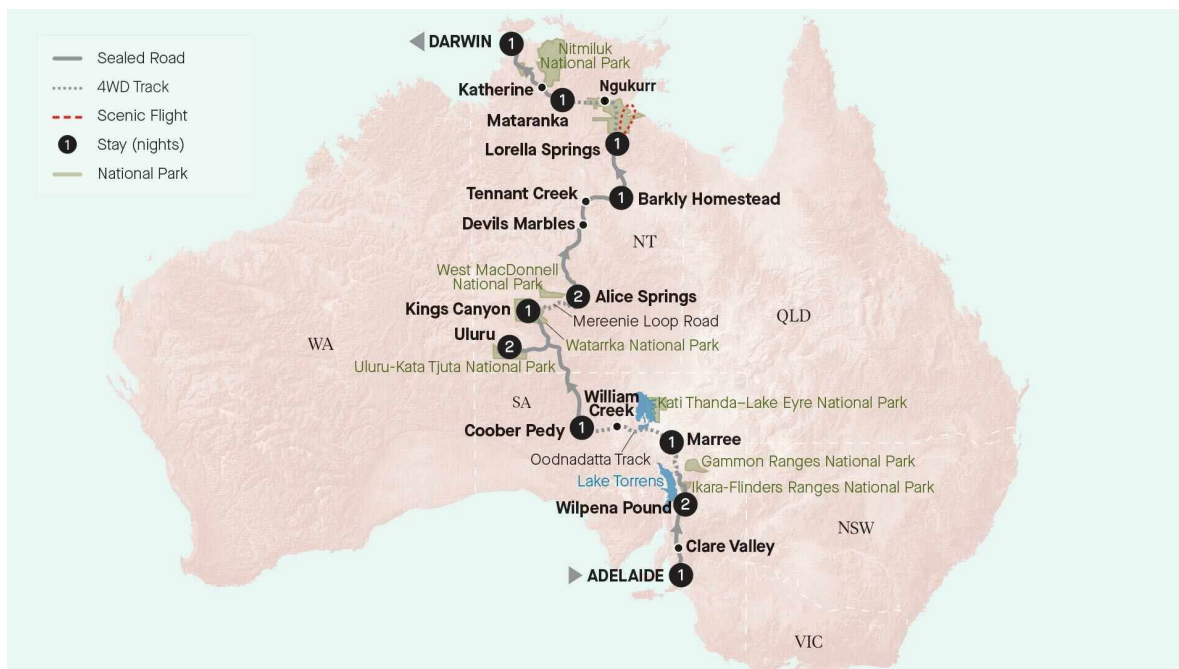 Sealed Road
4WD Track
Scenic Flight
1 Stay (nights)
National Park
DARWIN 1
Nitmiluk
National Park
Katherine
Ngukurr
1
Mataranka
Lorella Springs 1
Tennant Creek
1 Barkly Homestead
Devils Marbles
NT
West MacDonnell
National Park
2 Alice Springs
Kings Canyon 1
Mereenie Loop Road
QLD
Uluru 2
WA
Watarrka National Park
Uluru-Kata Tjuta National Park
SA
William
Creek
Kati Thanda–Lake Eyre National Park
Coober Pedy 1
1 Marree
Oodnadatta Track
Gammon Ranges National Park
Lake Torrens
Ikara-Flinders Ranges National Park
Wilpena Pound 2
NSW
Clare Valley
ADELAIDE 1
VIC